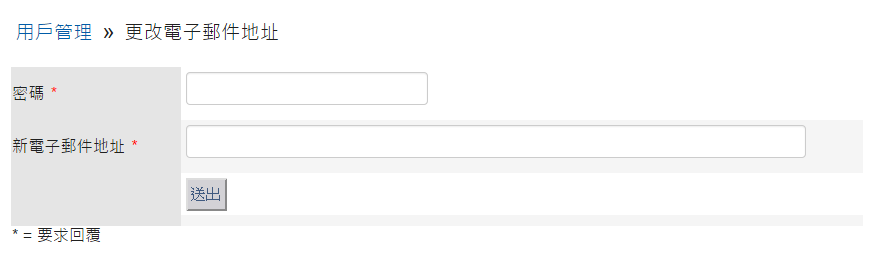 用戶管理 » 更改電子郵件地址
密碼 *
新電子郵件地址 *
送出
* = 要求回覆